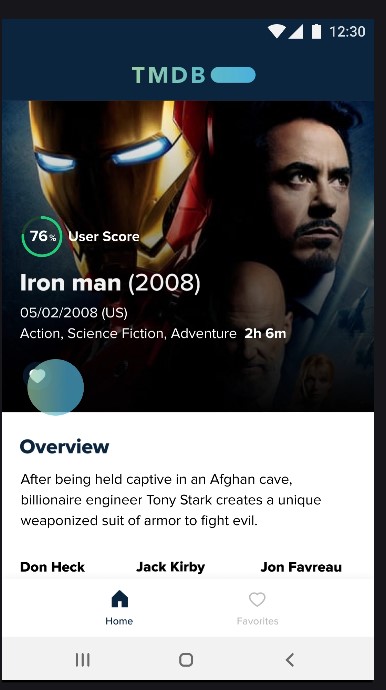 12:30
TMDB
76%
User Score
Iron man (2008)
05/02/2008 (US)
Action, Science Fiction, Adventure 2h 6m
Overview
After being held captive in an Afghan cave,
billionaire engineer Tony Stark creates a unique
weaponized suit of armor to fight evil.
Don Heck Jack Kirby Jon Favreau
Home Favorites